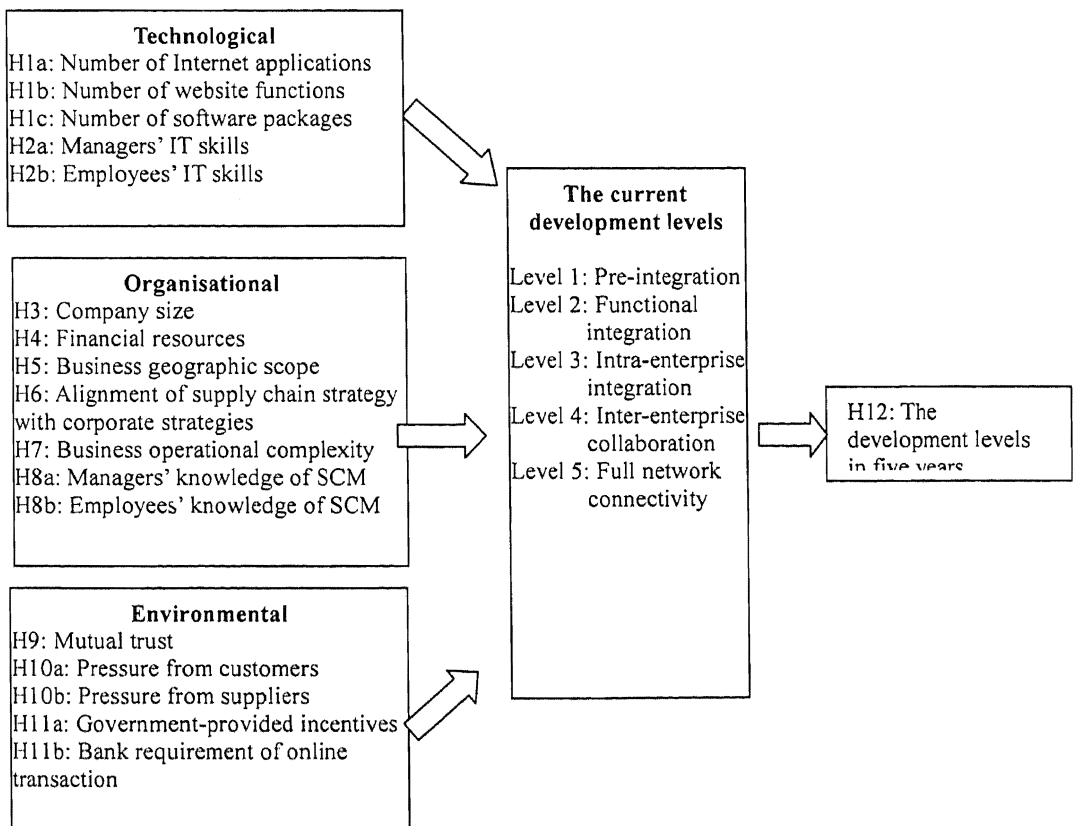 Technological
H1a: Number of Internet applications
H1b: Number of website functions
H1c: Number of software packages
H2a: Managers' IT skills
H2b: Employees' IT skills
Organisational
H3: Company size
H4: Financial resources
H5: Business geographic scope
H6: Alignment of supply chain strategy
with corporate strategies
H7: Business operational complexity
H8a: Managers' knowledge of SCM
H8b: Employees' knowledge of SCM
Environmental
H9: Mutual trust
H10a: Pressure from customers
H10b: Pressure from suppliers
H11a: Government-provided incentives
H11b: Bank requirement of online
transaction
The current
development levels
Level 1: Pre-integration
Level 2: Functional
integration
Level 3: Intra-enterprise
integration
Level 4: Inter-enterprise
collaboration
Level 5: Full network
connectivity
H12: The
development levels
in five years